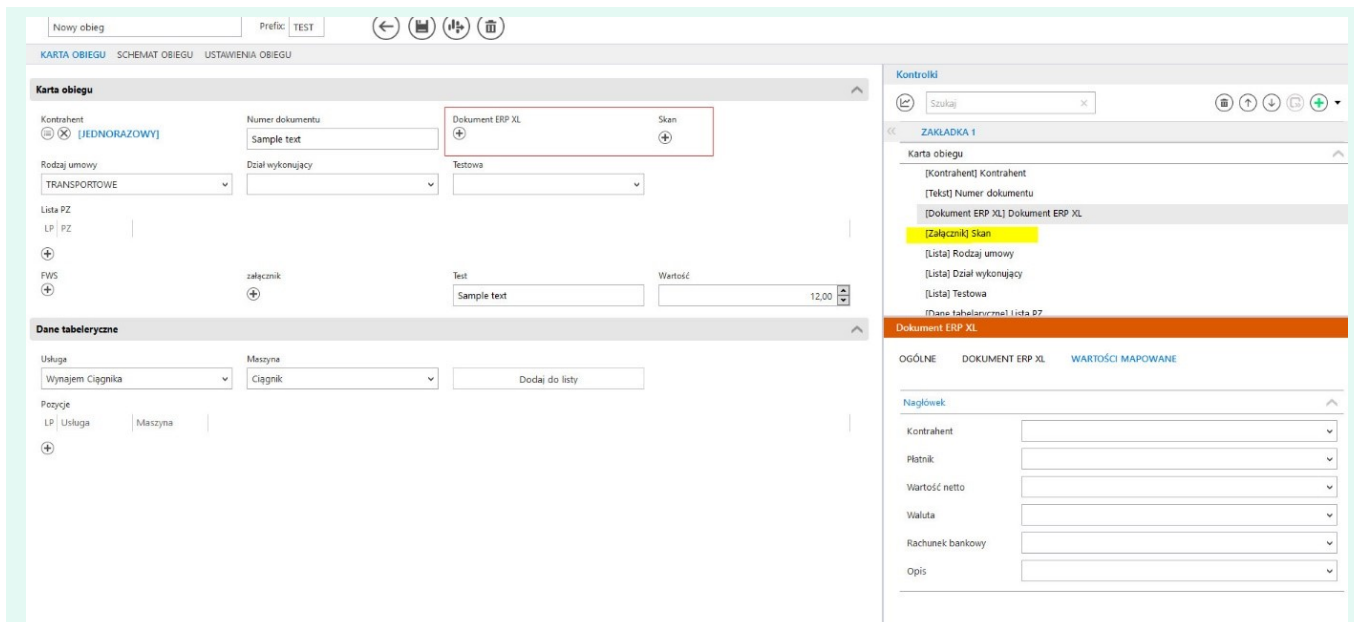 Nowy obieg Prefix: TEST
KARTA OBIEGU SCHEMAT OBIEGU USTAWIENIA OBIEGU
Karta obiegu
Kontrahent Numer dokumentu Dokument ERP XL Skan
[JEDNORAZOWY] Sample text
Rodzaj umowy Dział wykonujący Testowa
TRANSPORTOWE
Lista PZ
LP PZ
FWS załącznik Test Wartość
Sample text 12,00
Dane tabeleryczne
Usługa Maszyna
Wynajem Ciągnika Ciągnik Dodaj do listy
Pozycje
LP Usługa Maszyna
Kontrolki
Szukaj
ZAKŁADKA 1
Karta obiegu
[Kontrahent] Kontrahent
[Tekst] Numer dokumentu
[Dokument ERP XL] Dokument ERP XL
[Załącznik] Skan
[Lista] Rodzaj umowy
[Lista] Dział wykonujący
[Lista] Testowa
[Dane tabelaryczne] Lista PZ
Dokument ERP XL
OGÓLNE DOKUMENT ERP XL WARTOŚCI MAPOWANE
Nagłówek
Kontrahent
Płatnik
Wartość netto
Waluta
Rachunek bankowy
Opis